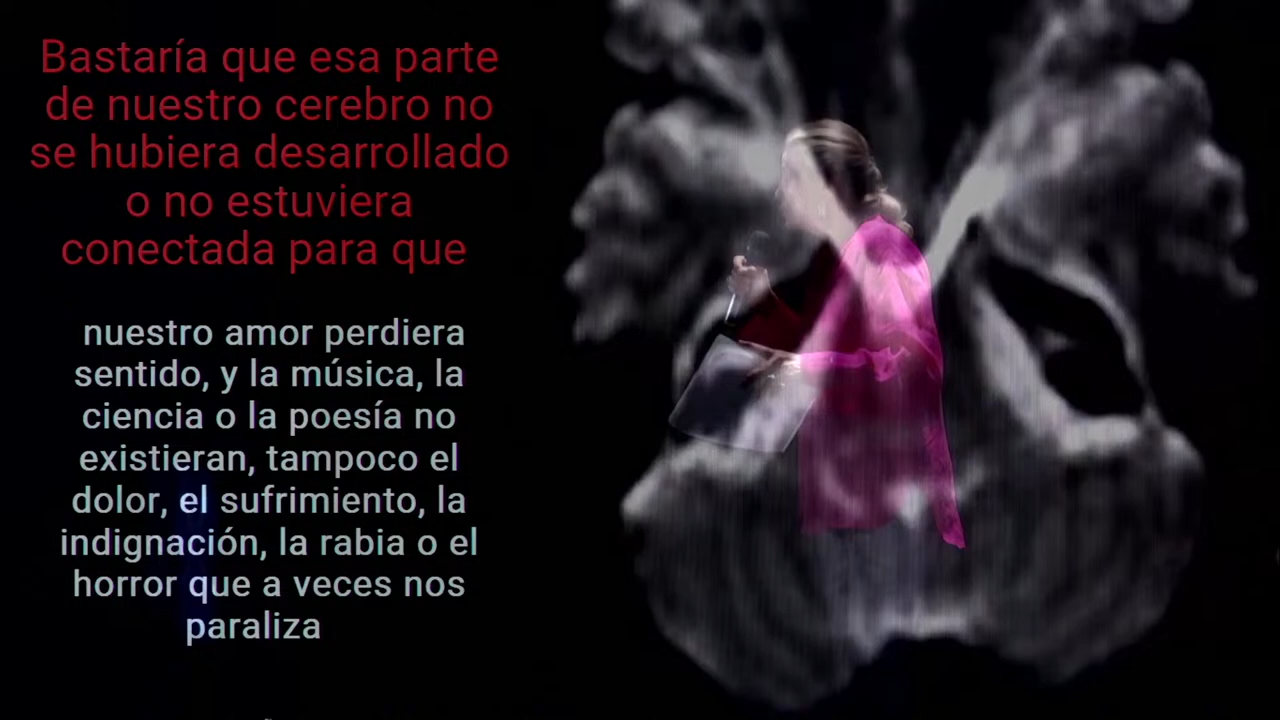 Bastaría que esa parte
de nuestro cerebro no
se hubiera desarrollado
o no estuviera
conectada para que
nuestro amor perdiera
sentido, y la música, la
ciencia o la poesía no
existieran, tampoco el
dolor, el sufrimiento, la
indignación, la rabia o el
horror que a veces nos
paraliza